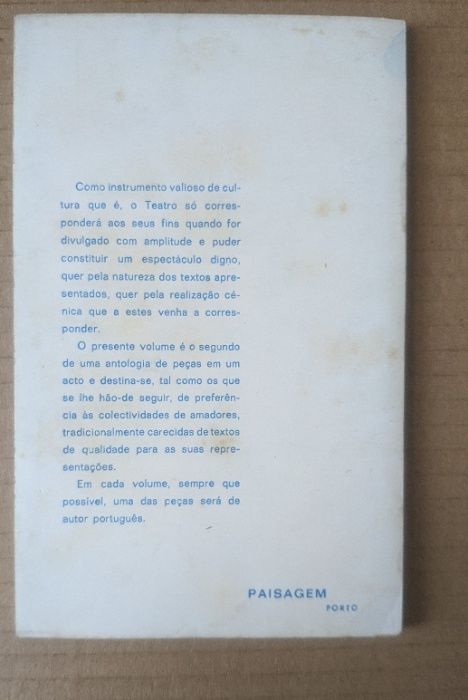 Como instrumento valioso de cul-
tura que é, o Teatro só corres-
ponderá aos seus fins quando for
divulgado com amplitude e puder
constituir um espectáculo digno,
quer pela natureza dos textos apre-
sentados, quer pela realização cé-
nica que a estes venha a corres-
ponder.
O presente volume é o segundo
de uma antologia de peças em um
acto e destina-se, tal como os que
se lhe hão-de seguir, de preferên-
cia às colectividades de amadores,
tradicionalmente carecidas de textos
de qualidade para as suas repre-
sentações.
Em cada volume, sempre que
possível, uma das peças será de
autor português.
PAISAGEM
PORTO